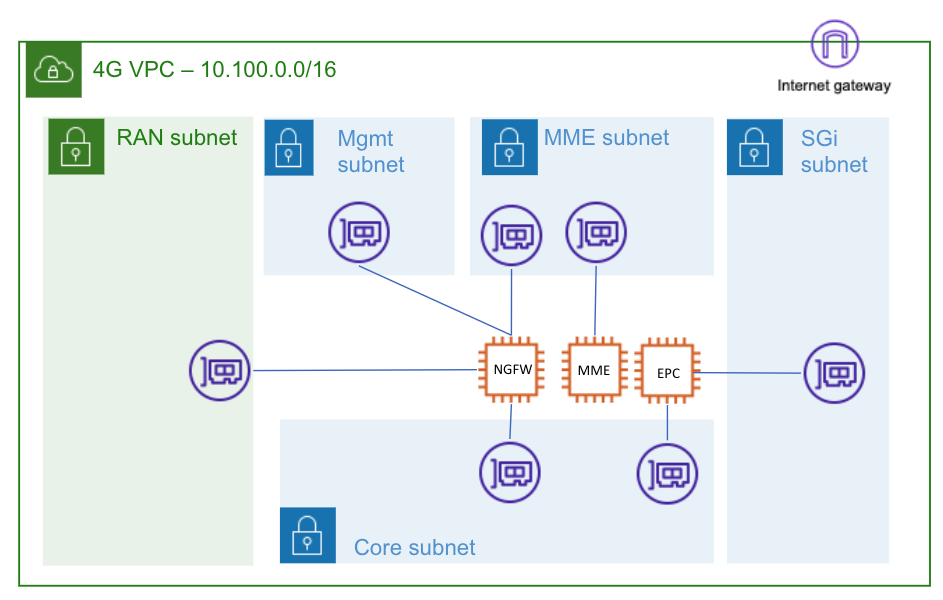 4G VPC – 10.100.0.0/16
Internet gateway
RAN subnet
Mgmt
subnet
MME subnet
SGi
subnet
NGFW
MME
EPC
Core subnet